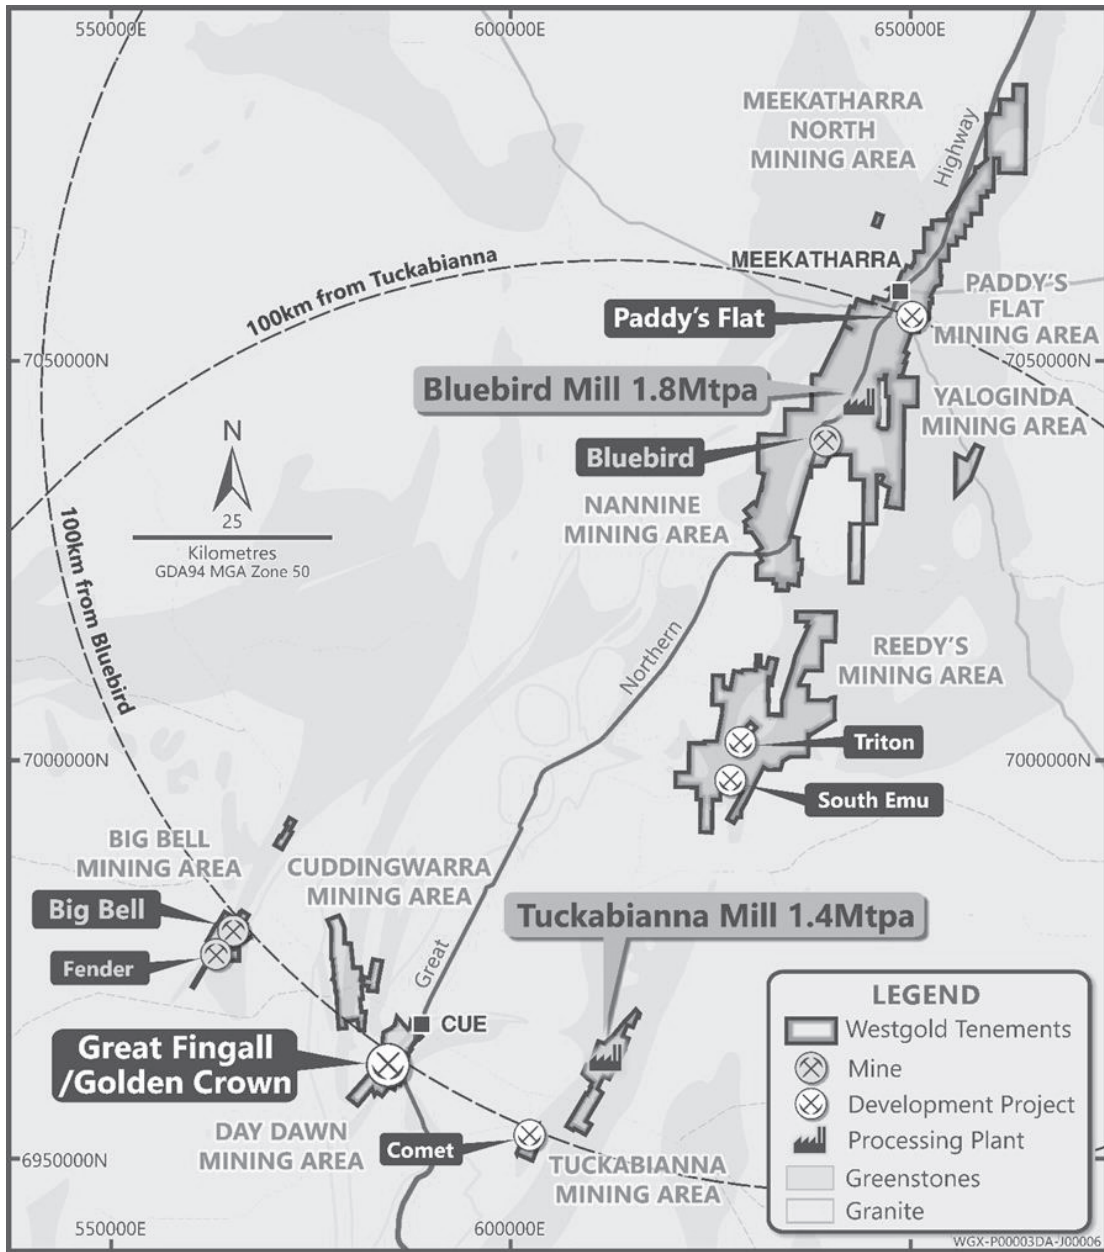 550000E
600000E
650000E
MEEKATHARRA
NORTH
MINING AREA
Highway
100km from Tuckabianna
MEEKATHARRA
PADDY'S
FLAT
MINING AREA
Paddy's Flat
7050000N
7050000N
Bluebird Mill 1.8Mtpa
YALOGINDA
MINING AREA
N
25
Kilometres
GDA94 MGA Zone 50
Bluebird
NANNINE
MINING AREA
100km from Bluebird
Northern
REEDY'S
MINING AREA
Triton
7000000N
7000000N
South Emu
BIG BELL
MINING AREA
CUDDINGWARRA
MINING AREA
Big Bell
Fender
Tuckabianna Mill 1.4Mtpa
Great
CUE
Great Fingall
/Golden Crown
DAY DAWN
MINING AREA
Comet
TUCKABIANNA
MINING AREA
6950000N
LEGEND
Westgold Tenements
Mine
Development Project
Processing Plant
Greenstones
Granite
550000E
600000E
WGX-P00003DA-J00006